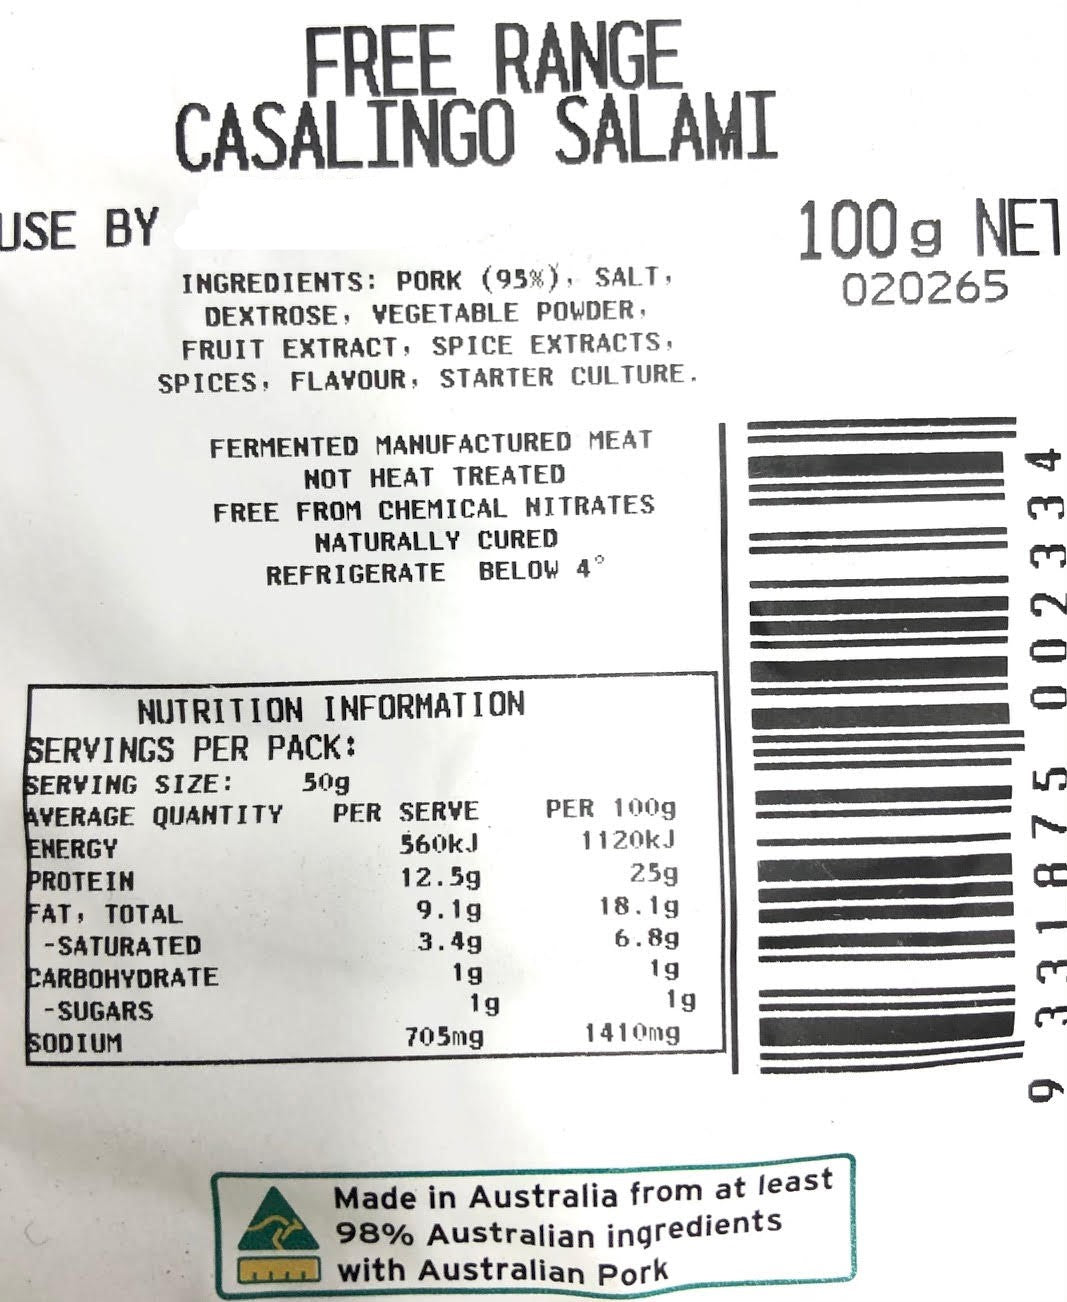 FREE RANGE
CASALINGO SALAMI
USE BY
100g NET
020265
INGREDIENTS: PORK (95%), SALT,
DEXTROSE, VEGETABLE POWDER,
FRUIT EXTRACT, SPICE EXTRACTS,
SPICES, FLAVOUR, STARTER CULTURE.
FERMENTED MANUFACTURED MEAT
NOT HEAT TREATED
FREE FROM CHEMICAL NITRATES
NATURALLY CURED
REFRIGERATE BELOW 4°
NUTRITION INFORMATION
SERVINGS PER PACK:
SERVING SIZE: 50g
AVERAGE QUANTITY PER SERVE PER 100g
ENERGY 560kJ 1120kJ
PROTEIN 12.5g 25g
FAT, TOTAL 9.1g 18.1g
-SATURATED 3.4g 6.8g
CARBOHYDRATE 1g 1g
-SUGARS 1g 1g
SODIUM 705mg 1410mg
9 331875 002334
Made in Australia from at least
98% Australian ingredients
with Australian Pork